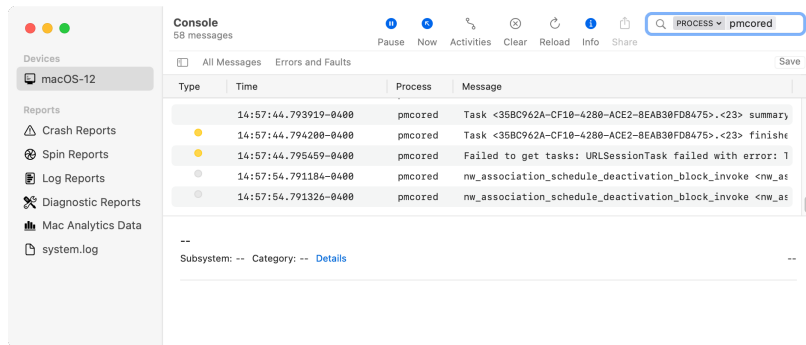 Console
58 messages
Pause Now Activities Clear Reload Info Share
PROCESS pmcored
Devices
macOS-12
Reports
Crash Reports
Spin Reports
Log Reports
Diagnostic Reports
Mac Analytics Data
system.log
All Messages Errors and Faults Save
Type Time Process Message
14:57:44.793919-0400 pmcored Task <35BC962A-CF10-4280-ACE2-8EAB30FD8475>.<23> summary
14:57:44.794200-0400 pmcored Task <35BC962A-CF10-4280-ACE2-8EAB30FD8475>.<23> finishe
14:57:44.795459-0400 pmcored Failed to get tasks: URLSessionTask failed with error: T
14:57:54.791184-0400 pmcored nw_association_schedule_deactivation_block_invoke <nw_as
14:57:54.791326-0400 pmcored nw_association_schedule_deactivation_block_invoke <nw_as
--
Subsystem: -- Category: -- Details --